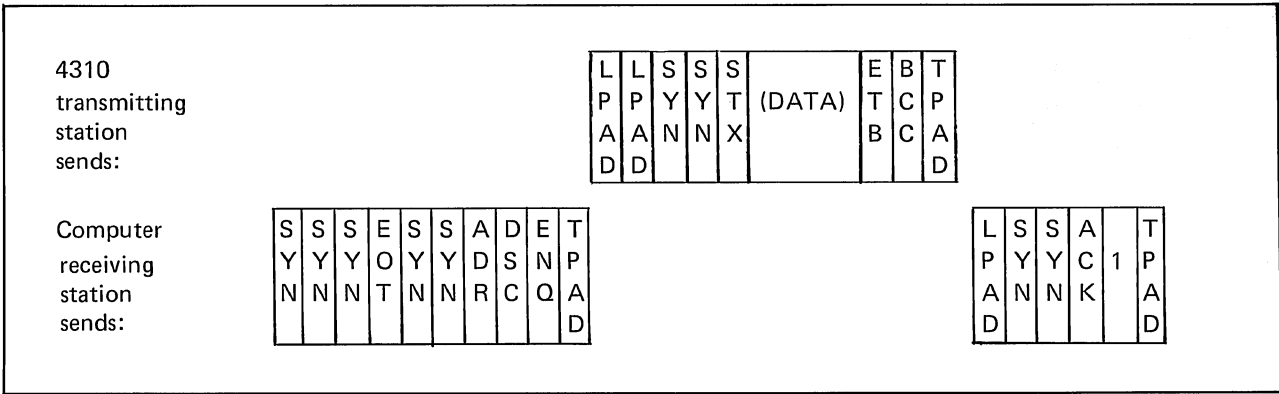 4310
transmitting
station
sends:
LPAD LPAD SYN SYN STX (DATA) ETB BCC TPAD
Computer
receiving
station
sends:
SYN SYN SYN EOT SYN SYN ADR DSC ENQ TPAD
LPAD SYN SYN ACK 1 TPAD